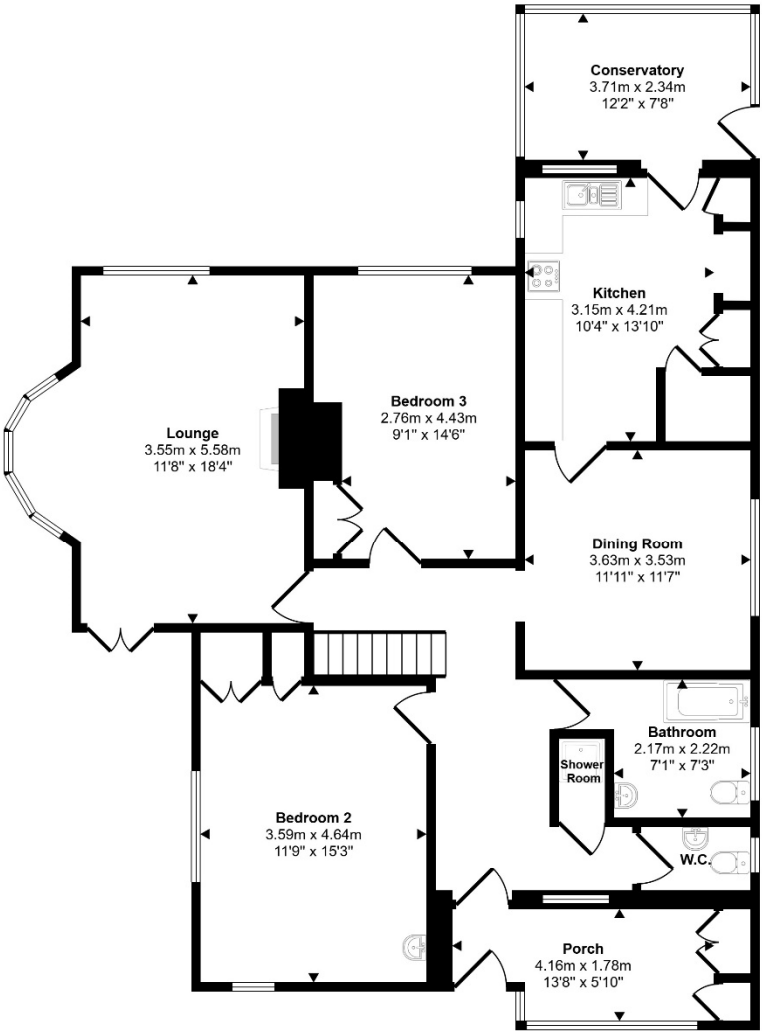 Conservatory
3.71m x 2.34m
12'2" x 7'8"
Kitchen
3.15m x 4.21m
10'4" x 13'10"
Bedroom 3
2.76m x 4.43m
9'1" x 14'6"
Lounge
3.55m x 5.58m
11'8" x 18'4"
Dining Room
3.63m x 3.53m
11'11" x 11'7"
Bathroom
2.17m x 2.22m
7'1" x 7'3"
Shower
Room
Bedroom 2
3.59m x 4.64m
11'9" x 15'3"
W.C.
Porch
4.16m x 1.78m
13'8" x 5'10"